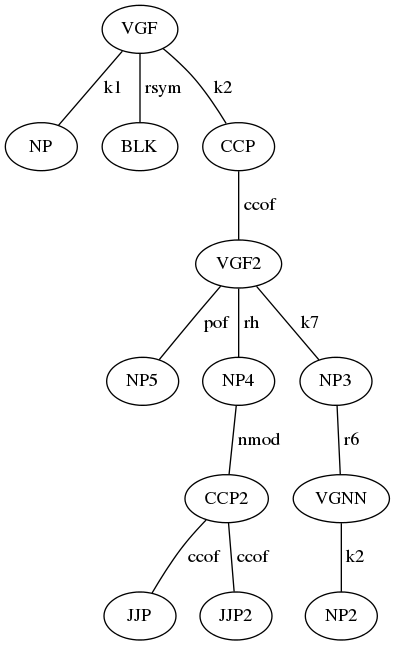 VGF
k1 rsym k2
NP BLK CCP
ccof
VGF2
pof rh k7
NP5 NP4 NP3
nmod r6
CCP2 VGNN
ccof ccof k2
JJP JJP2 NP2